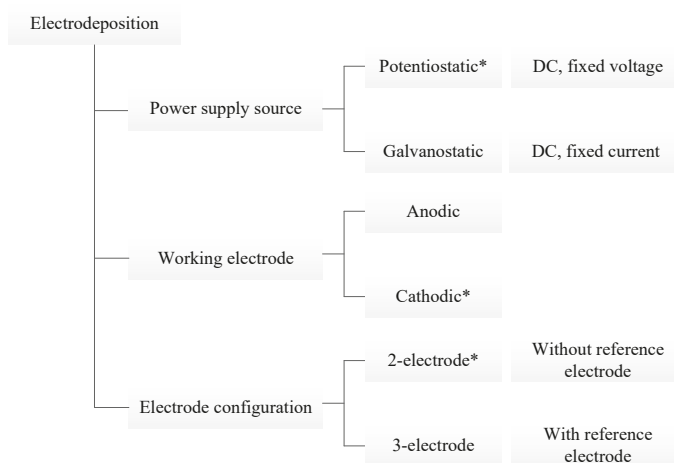 Electrodeposition
Power supply source
Potentiostatic*
DC, fixed voltage
Galvanostatic
DC, fixed current
Working electrode
Anodic
Cathodic*
Electrode configuration
2-electrode*
Without reference
electrode
3-electrode
With reference
electrode